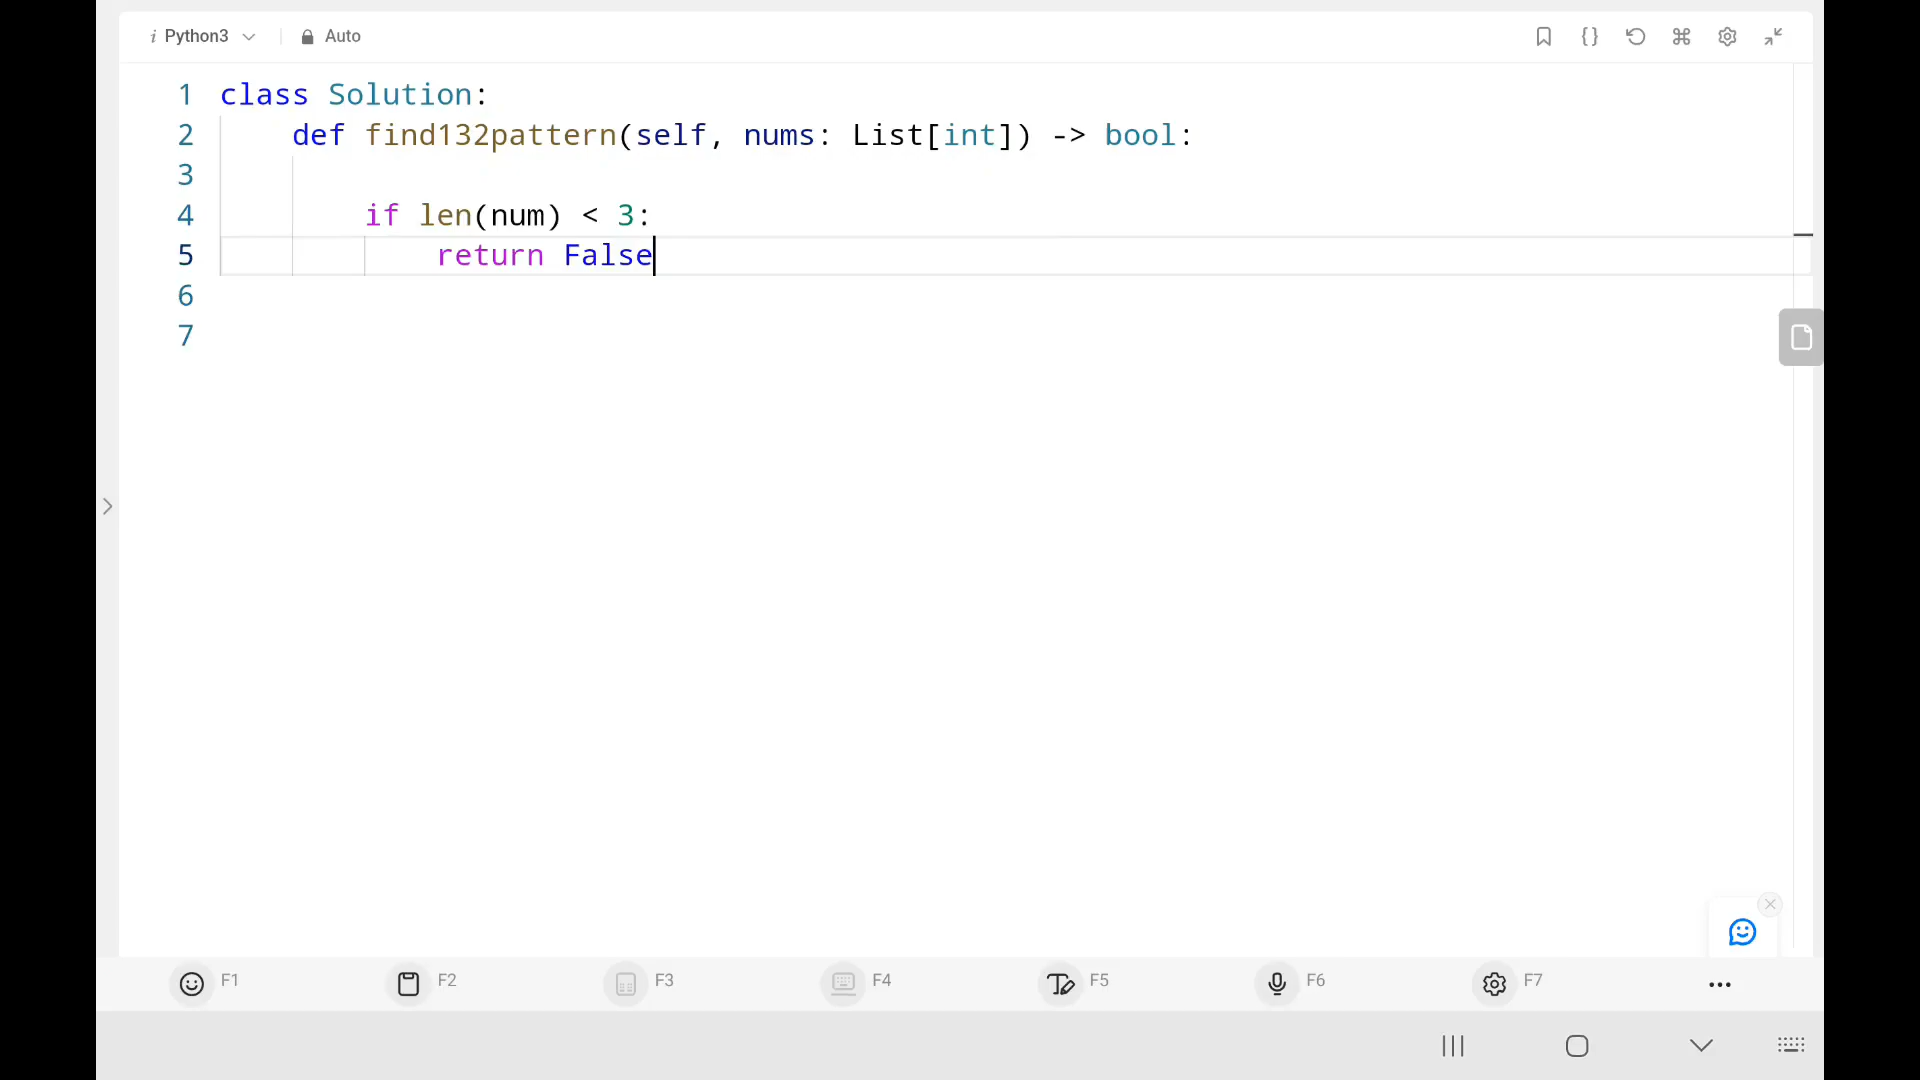 i Python3
Auto
{}
1 class Solution:
2 def find132pattern(self, nums: List[int]) -> bool:
3
4 if len(num) < 3:
5 return False
6
7
F1
F2
F3
F4
F5
F6
F7